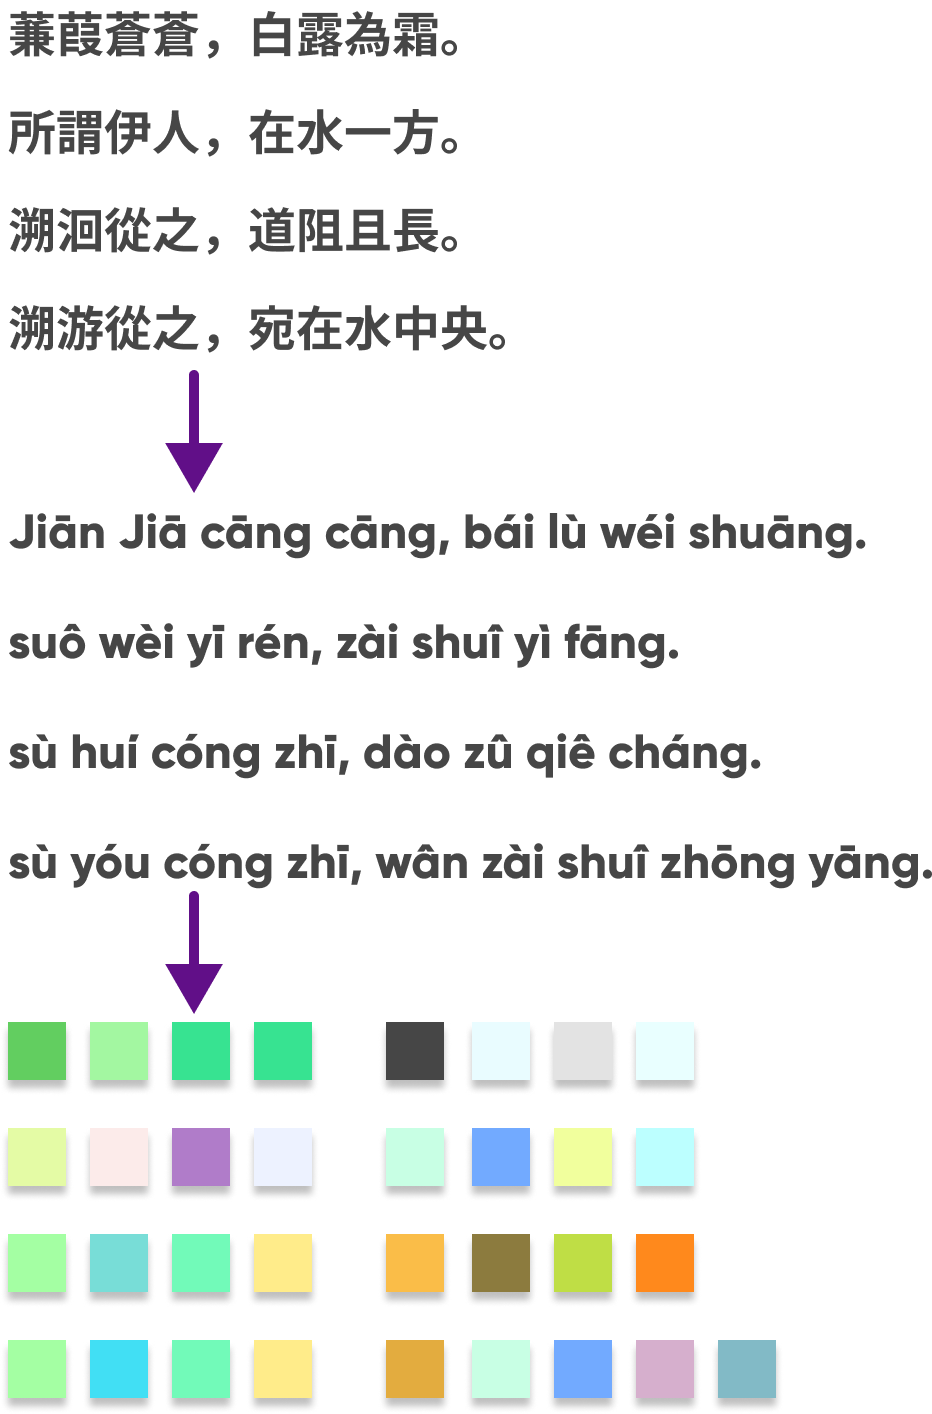 蒹葭蒼蒼，白露為霜。
所謂伊人，在水一方。
溯洄從之，道阻且長。
溯游從之，宛在水中央。
Jiān Jiā cāng cāng, bái lù wéi shuāng.
suô wèi yī rén, zài shuî yì fāng.
sù huí cóng zhī, dào zû qiê cháng.
sù yóu cóng zhī, wân zài shuî zhōng yāng.